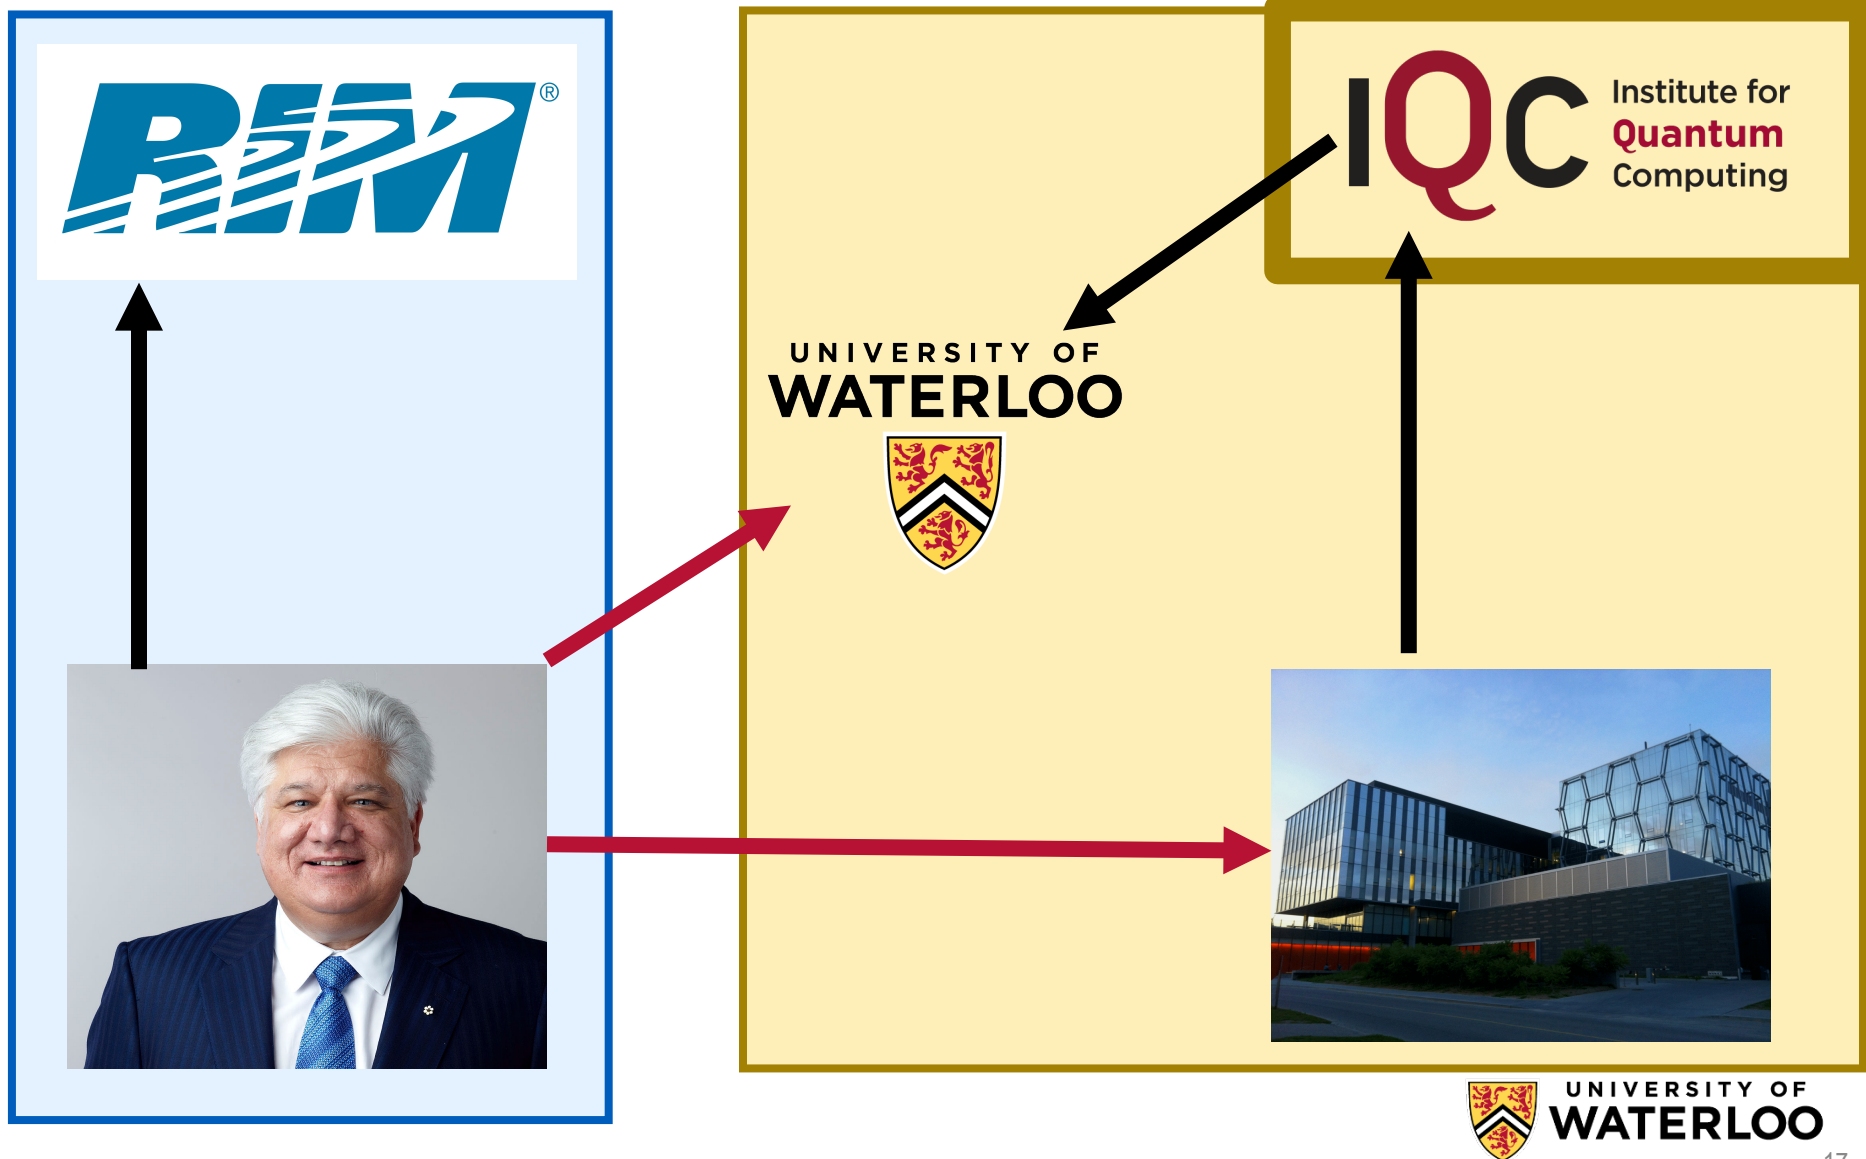 RIM®
IQC
Institute for
Quantum
Computing
UNIVERSITY OF
WATERLOO
UNIVERSITY OF
WATERLOO